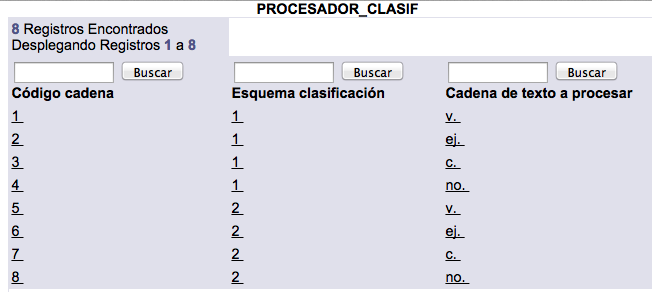 PROCESADOR_CLASIF
8 Registros Encontrados
Desplegando Registros 1 a 8
Buscar Buscar Buscar
Código cadena Esquema clasificación Cadena de texto a procesar
1 1 v.
2 1 ej.
3 1 c.
4 1 no.
5 2 v.
6 2 ej.
7 2 c.
8 2 no.